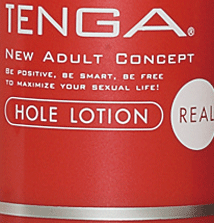 TENGA®
NEW ADULT CONCEPT
BE POSITIVE, BE SMART, BE FREE
TO MAXIMIZE YOUR SEXUAL LIFE!
HOLE LOTION
REAL